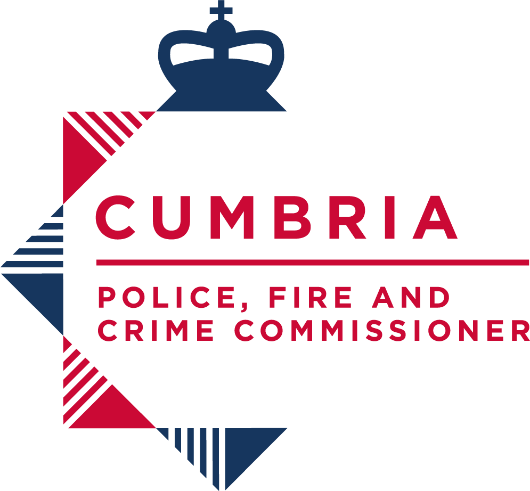 CUMBRIA
POLICE, FIRE AND
CRIME COMMISSIONER